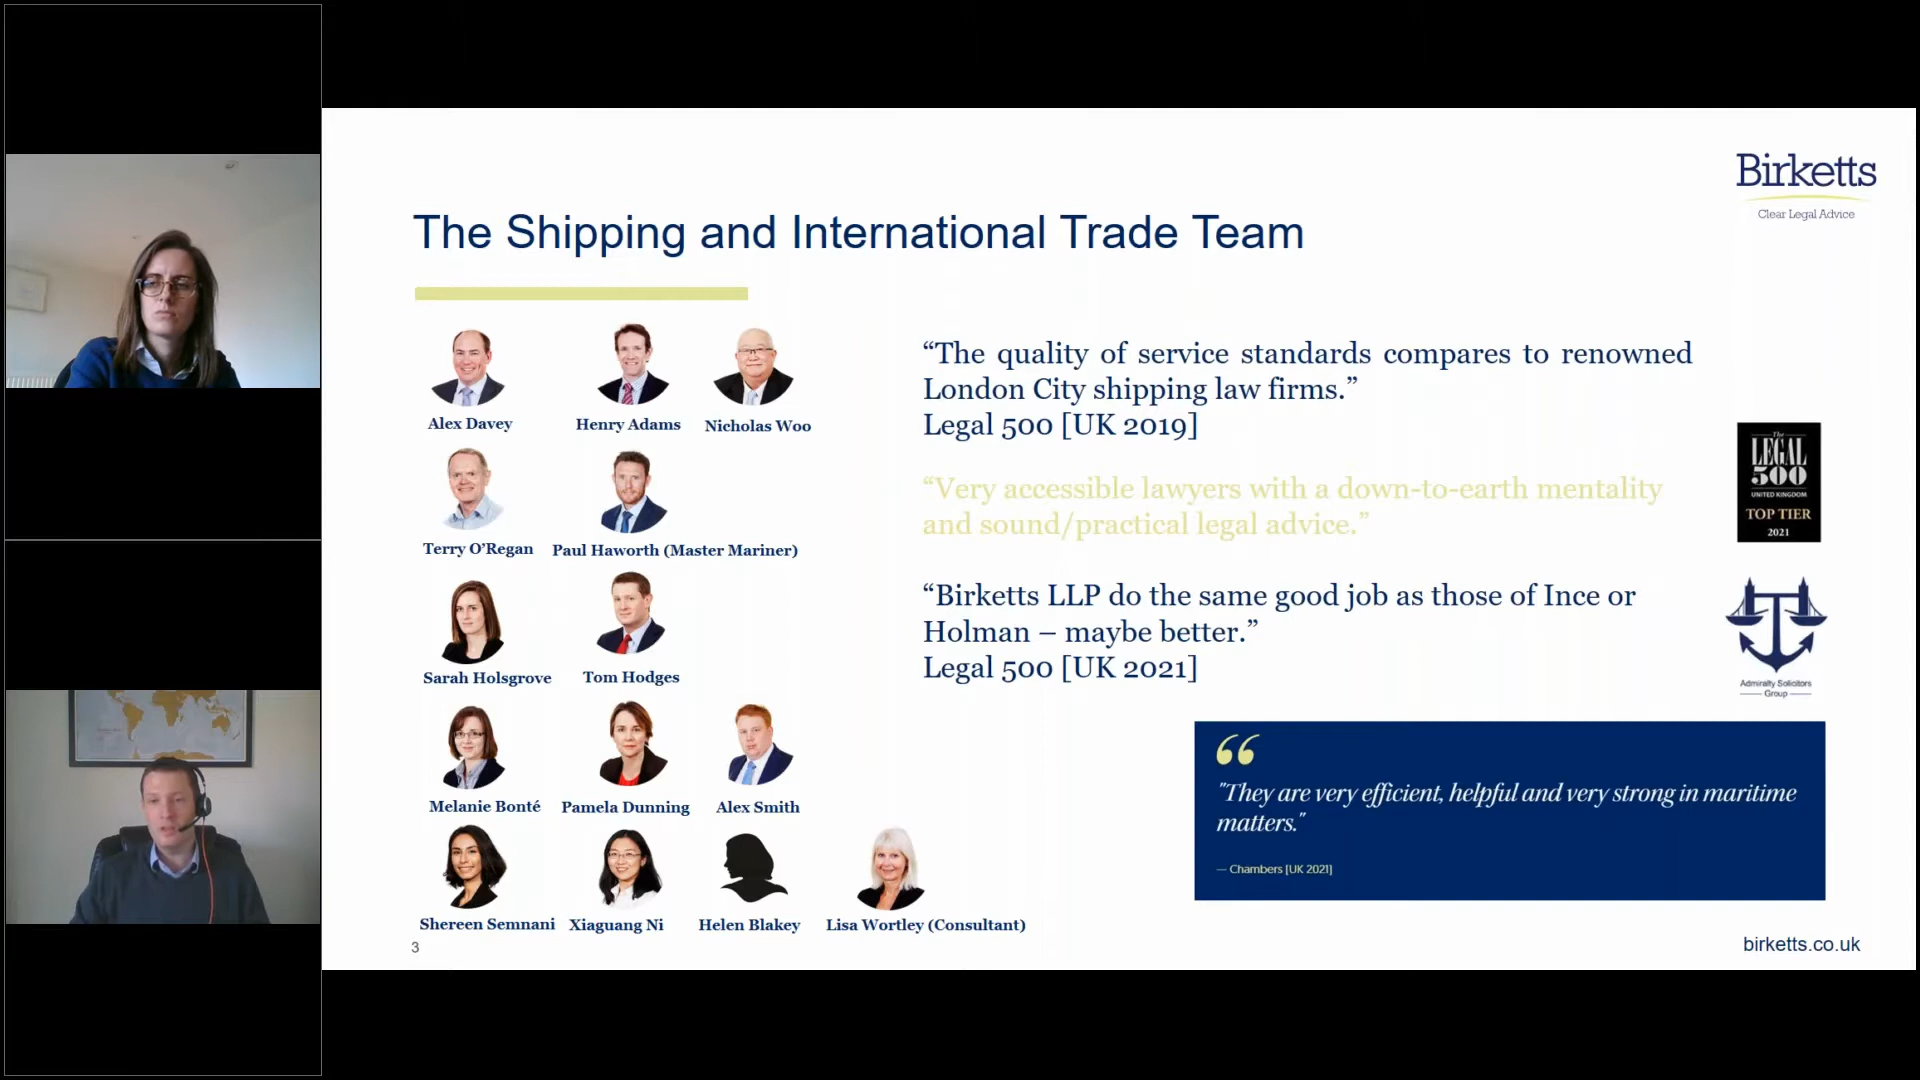 Birketts
Clear Legal Advice
The Shipping and International Trade Team
Alex Davey
Henry Adams
Nicholas Woo
Terry O’Regan
Paul Haworth (Master Mariner)
Sarah Holsgrove
Tom Hodges
Melanie Bonté
Pamela Dunning
Alex Smith
Shereen Semnani
Xiaguang Ni
Helen Blakey
Lisa Wortley (Consultant)
“The quality of service standards compares to renowned
London City shipping law firms.”
Legal 500 [UK 2019]
“Very accessible lawyers with a down-to-earth mentality
and sound/practical legal advice.”
“Birketts LLP do the same good job as those of Ince or
Holman – maybe better.”
Legal 500 [UK 2021]
The
LEGAL
500
UNITED KINGDOM
TOP TIER
2021
Admiralty Solicitors
Group
“
"They are very efficient, helpful and very strong in maritime
matters."
— Chambers [UK 2021]
3
birketts.co.uk